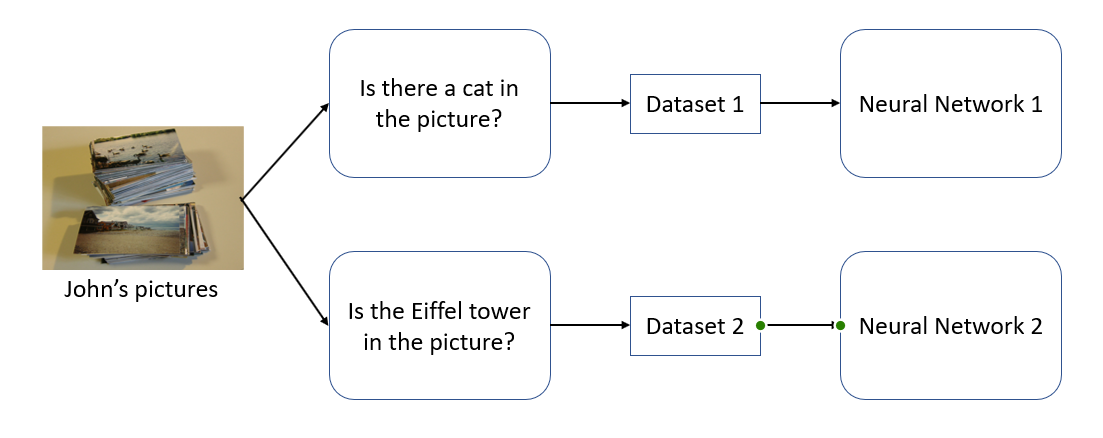 Is there a cat in
the picture?
Dataset 1
Neural Network 1
John’s pictures
Is the Eiffel tower
in the picture?
Dataset 2
Neural Network 2